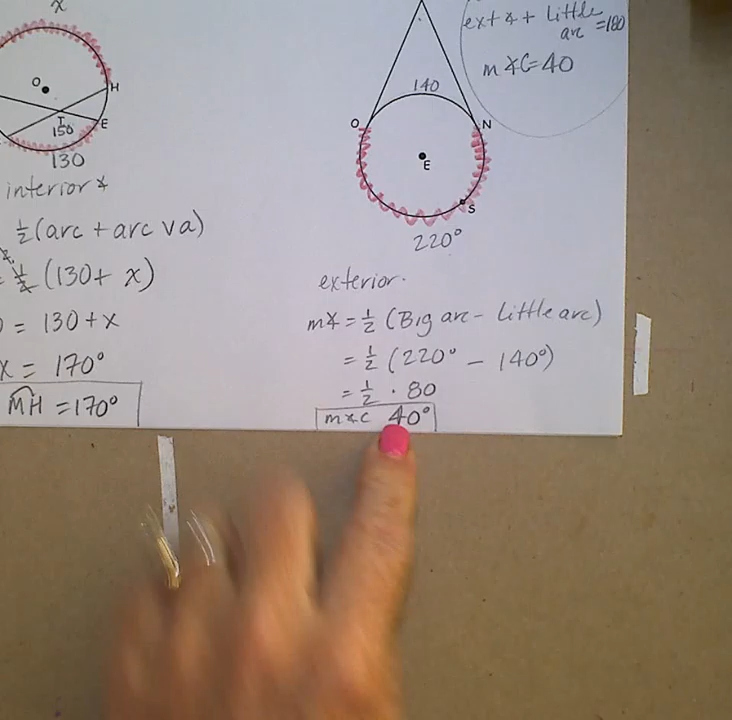 x
O
H
I
150
E
130
interior ∡
½(arc + arc va)
= ½ (130+ x)
= 130+x
x = 170°
MH = 170°
ext ∡ + Little
arc = 180
m∡C=40
140
O
N
E
S
220°
exterior.
m∡ = ½ (Big arc - Little arc)
= ½ (220° - 140°)
= ½ · 80
m∡C 40°